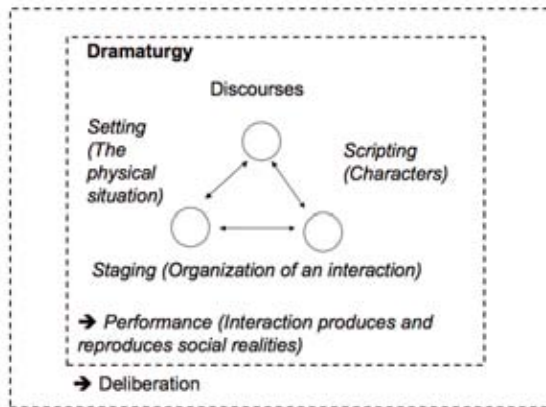 Dramaturgy
Discourses
Setting
(The
physical
situation)
Scripting
(Characters)
Staging (Organization of an interaction)
➔ Performance (Interaction produces and
reproduces social realities)
➔ Deliberation